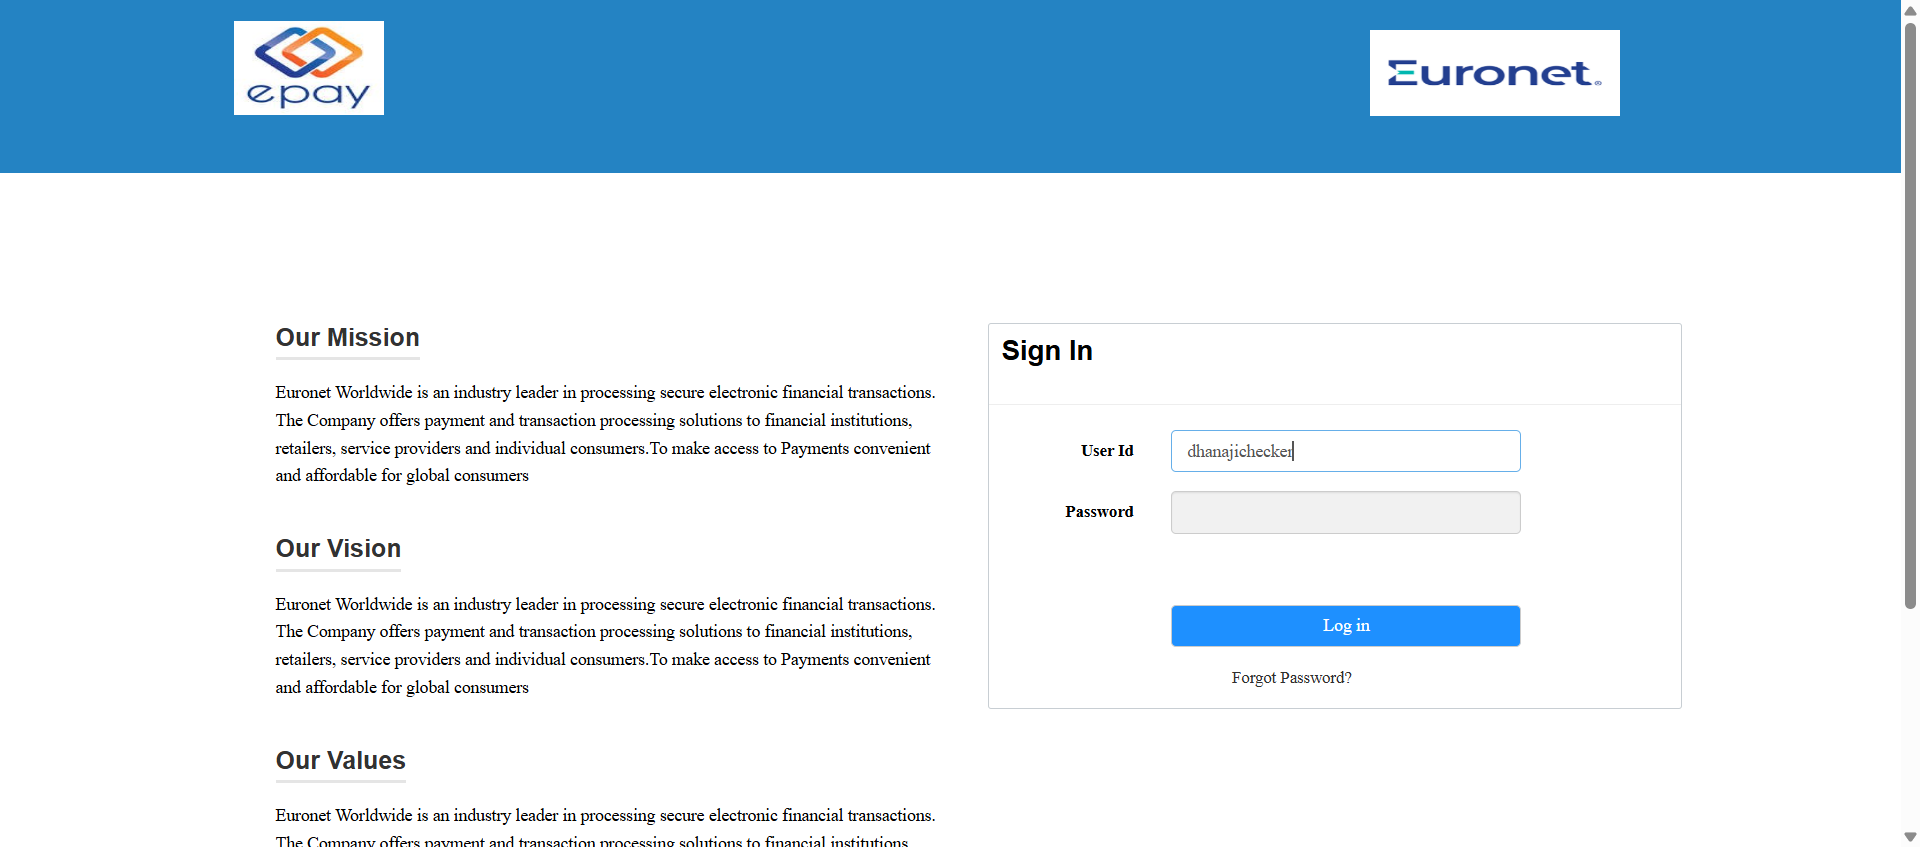 epay
Euronet®
Our Mission
Euronet Worldwide is an industry leader in processing secure electronic financial transactions.
The Company offers payment and transaction processing solutions to financial institutions,
retailers, service providers and individual consumers.To make access to Payments convenient
and affordable for global consumers
Our Vision
Euronet Worldwide is an industry leader in processing secure electronic financial transactions.
The Company offers payment and transaction processing solutions to financial institutions,
retailers, service providers and individual consumers.To make access to Payments convenient
and affordable for global consumers
Our Values
Euronet Worldwide is an industry leader in processing secure electronic financial transactions.
The Company offers payment and transaction processing solutions to financial institutions
Sign In
User Id
dhanajichecker
Password
Log in
Forgot Password?